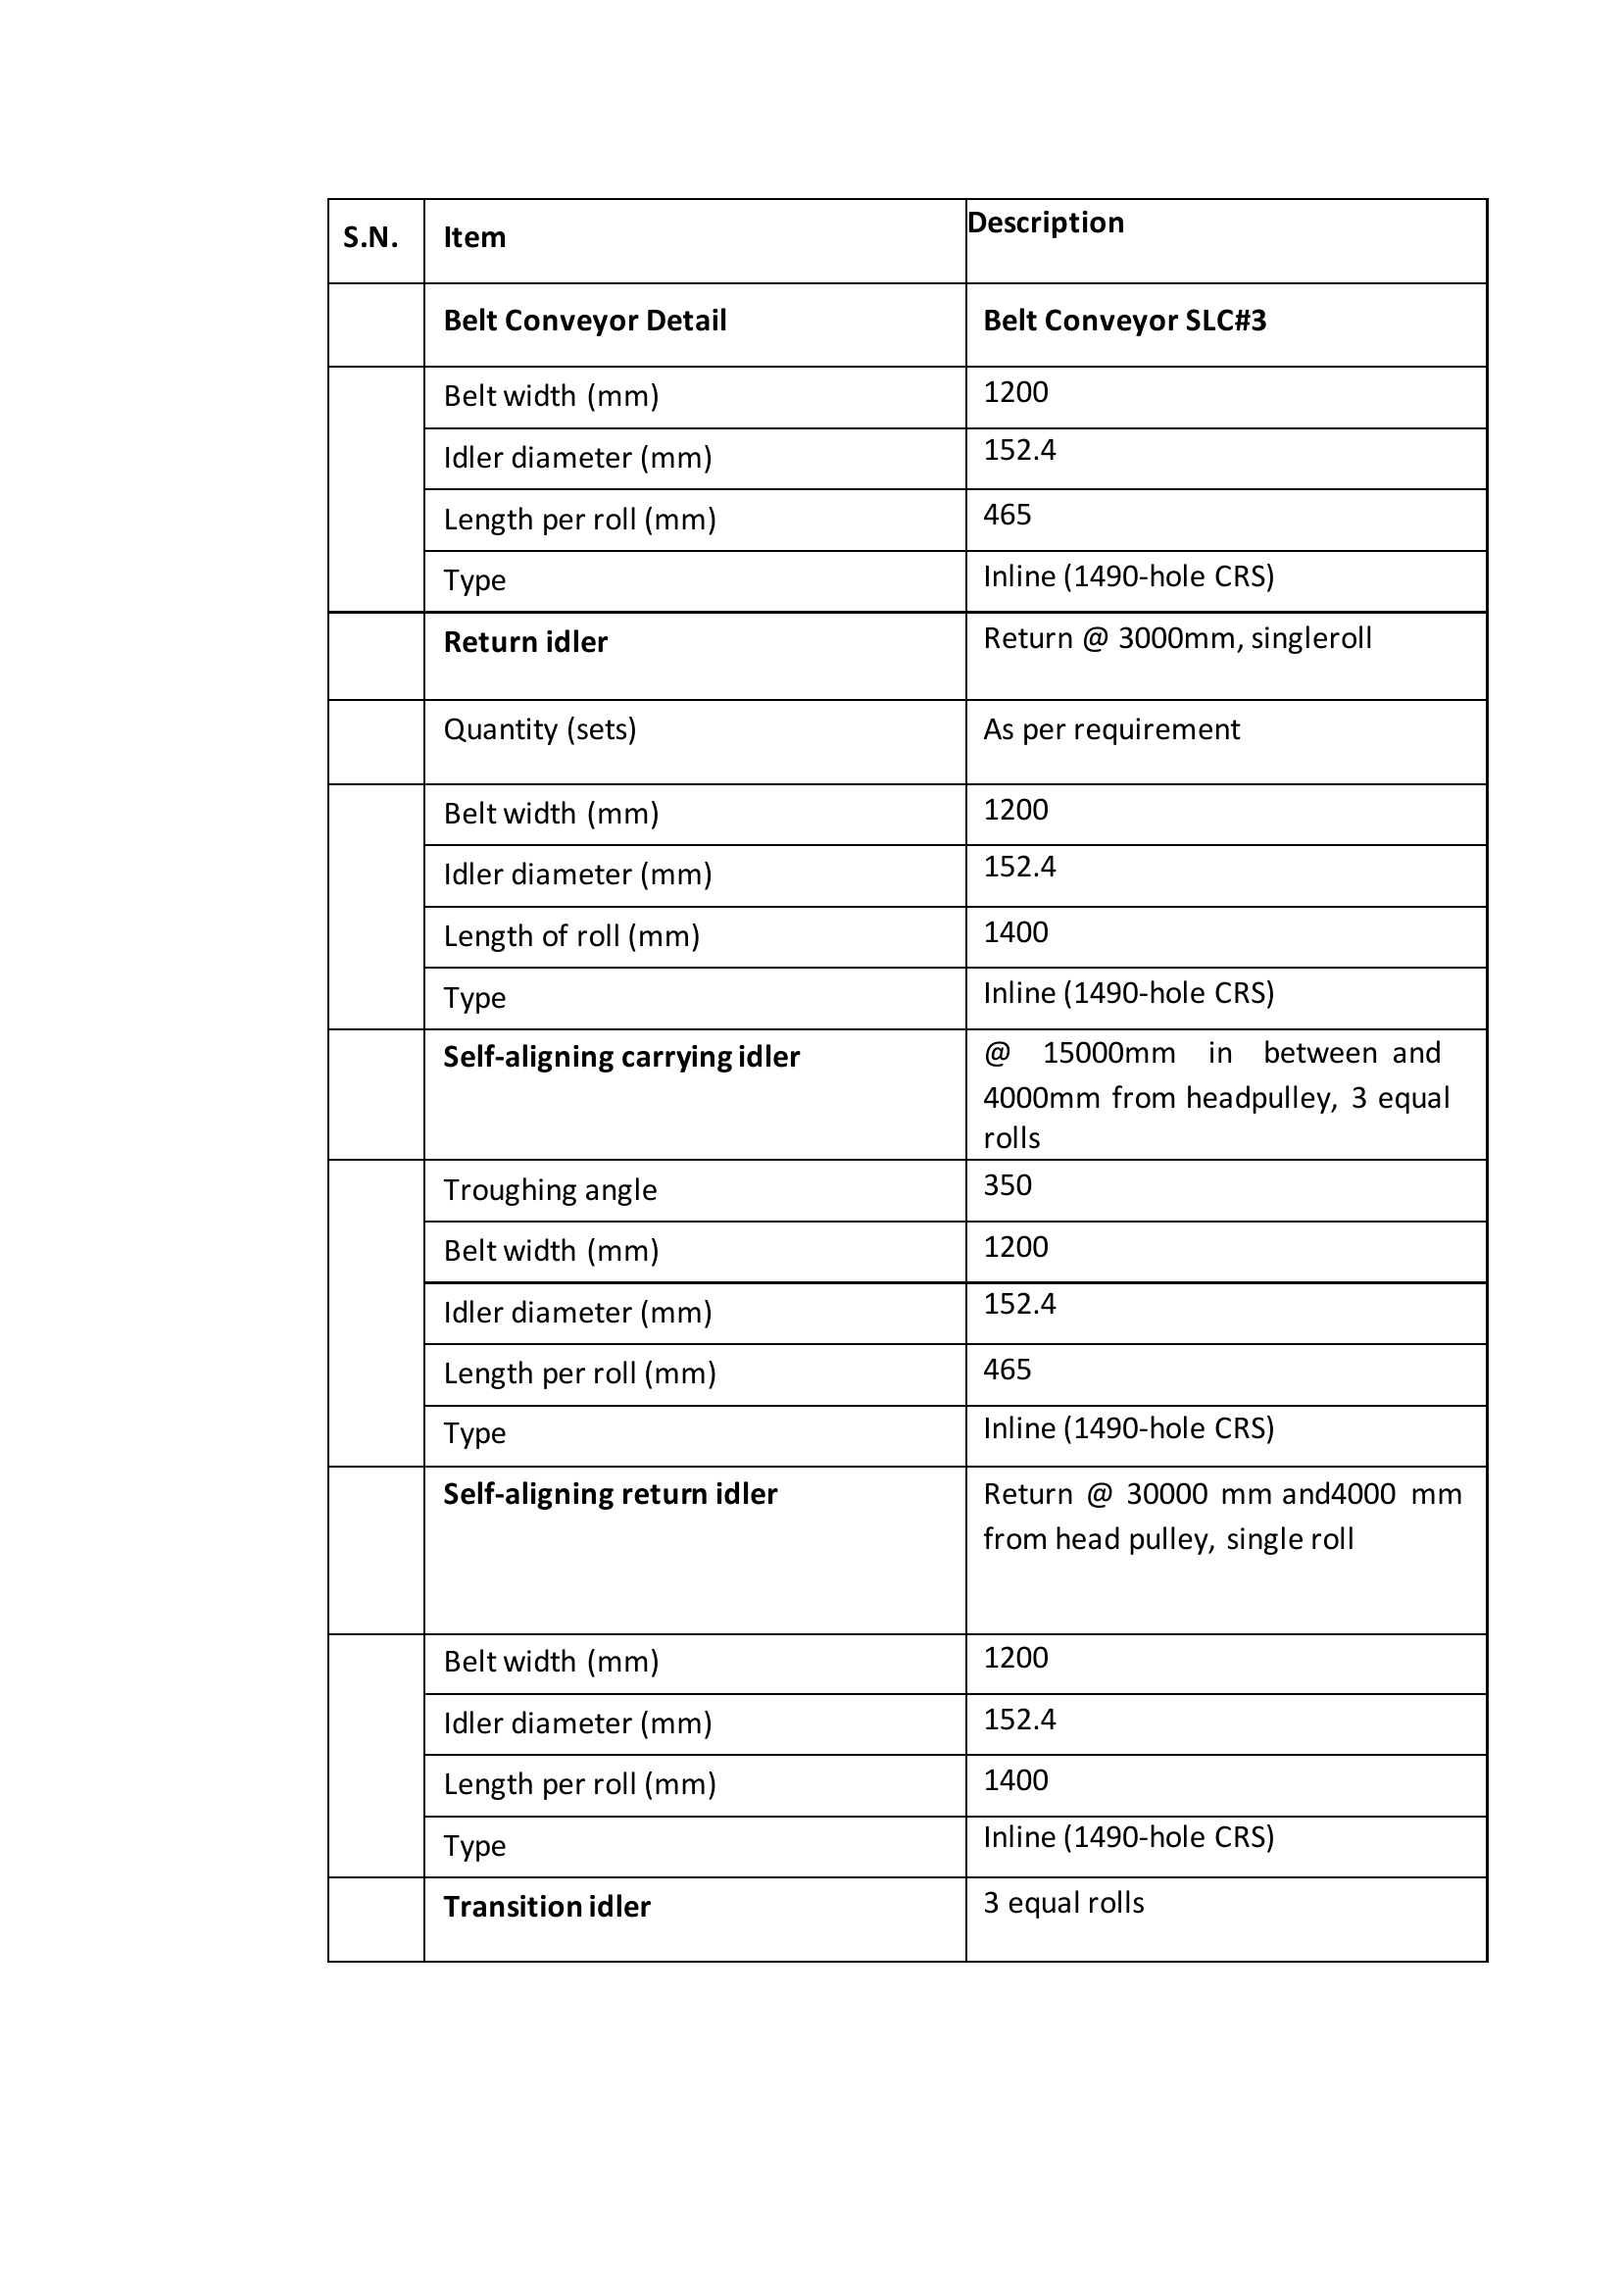 S.N. Item Description
Belt Conveyor Detail Belt Conveyor SLC#3
Belt width (mm) 1200
Idler diameter (mm) 152.4
Length per roll (mm) 465
Type Inline (1490-hole CRS)
Return idler Return @ 3000mm, singleroll
Quantity (sets) As per requirement
Belt width (mm) 1200
Idler diameter (mm) 152.4
Length of roll (mm) 1400
Type Inline (1490-hole CRS)
Self-aligning carrying idler @ 15000mm in between and
4000mm from headpulley, 3 equal
rolls
Troughing angle 350
Belt width (mm) 1200
Idler diameter (mm) 152.4
Length per roll (mm) 465
Type Inline (1490-hole CRS)
Self-aligning return idler Return @ 30000 mm and4000 mm
from head pulley, single roll
Belt width (mm) 1200
Idler diameter (mm) 152.4
Length per roll (mm) 1400
Type Inline (1490-hole CRS)
Transition idler 3 equal rolls